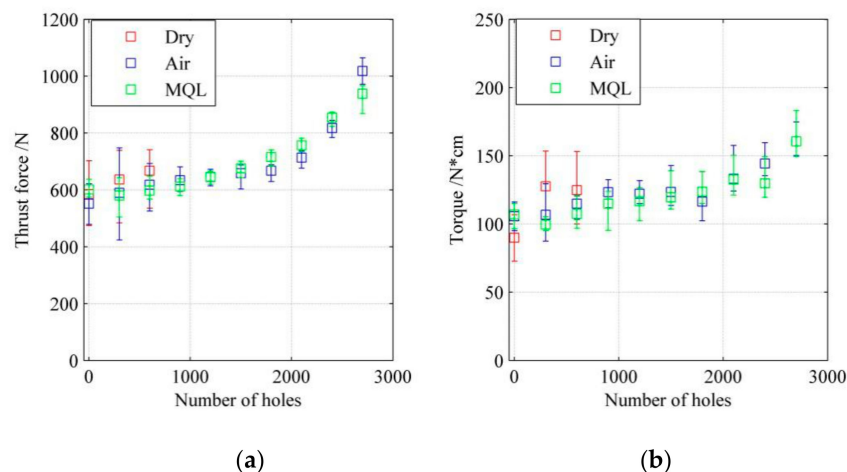 1200
1000
800
600
400
200
0
Thrust force /N
Dry
Air
MQL
0 1000 2000 3000
Number of holes
(a)
250
200
150
100
50
0
Torque /N*cm
Dry
Air
MQL
0 1000 2000 3000
Number of holes
(b)